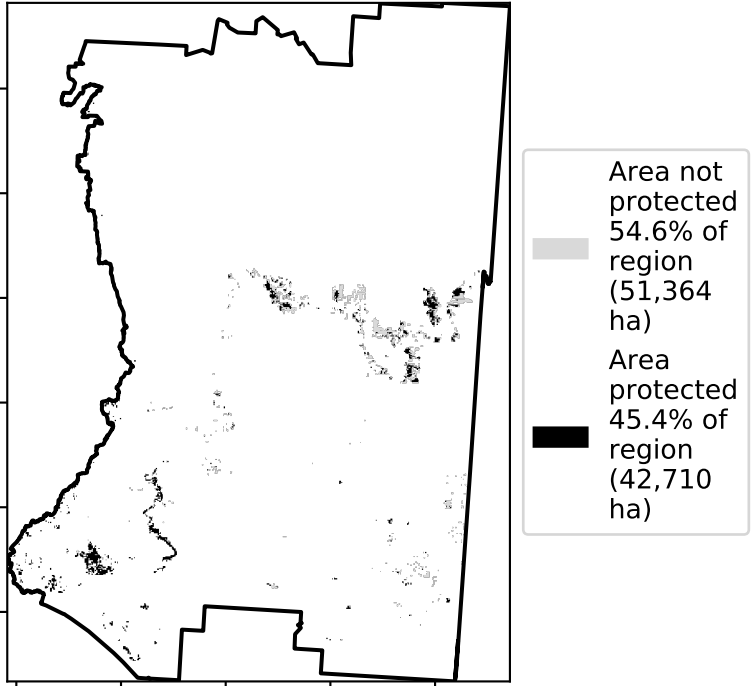 Area not
protected
54.6% of
region
(51,364
ha)
Area
protected
45.4% of
region
(42,710
ha)